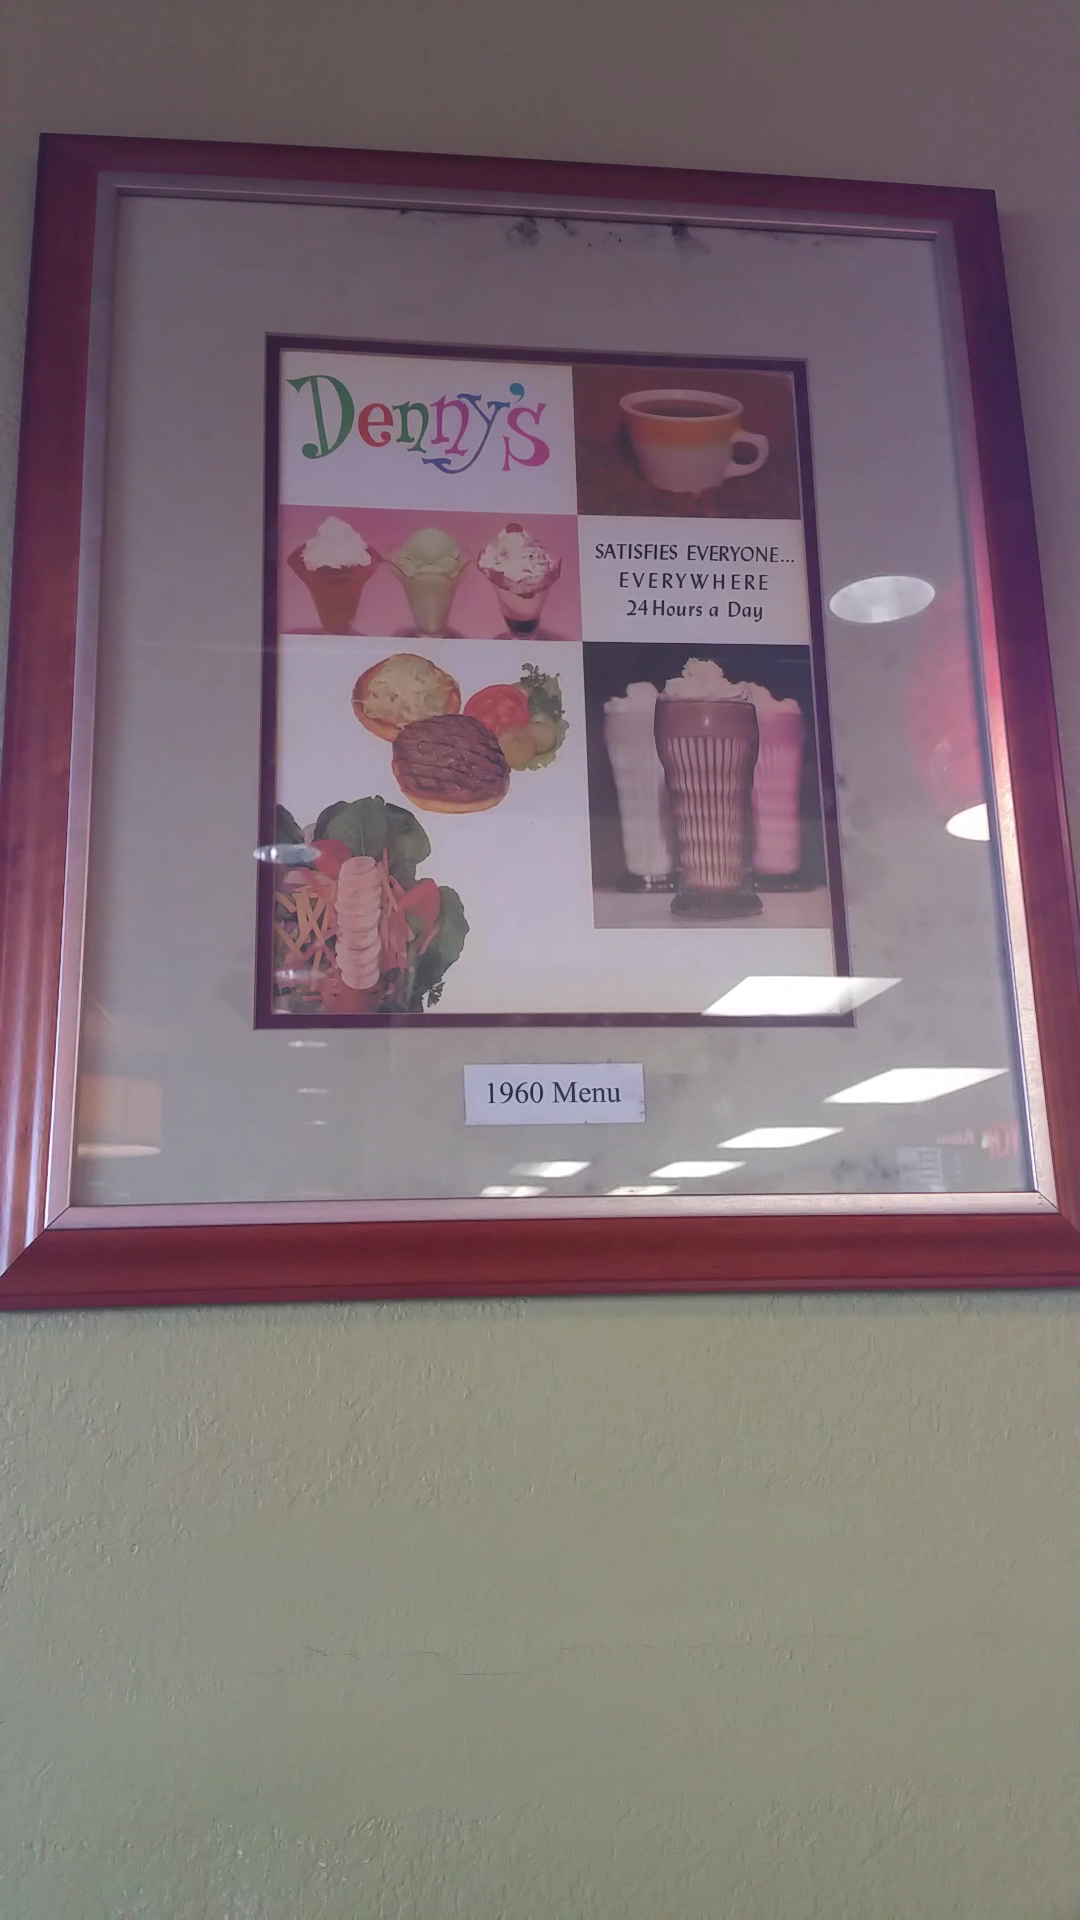 Denny's
SATISFIES EVERYONE...
EVERYWHERE
24 Hours a Day
1960 Menu